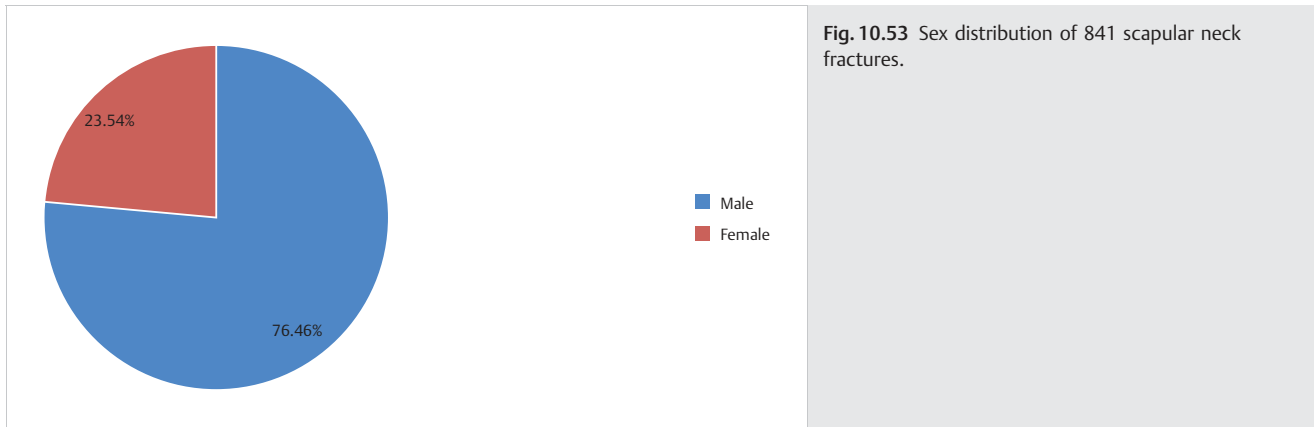 Fig. 10.53 Sex distribution of 841 scapular neck
fractures.
23.54%
76.46%
Male
Female